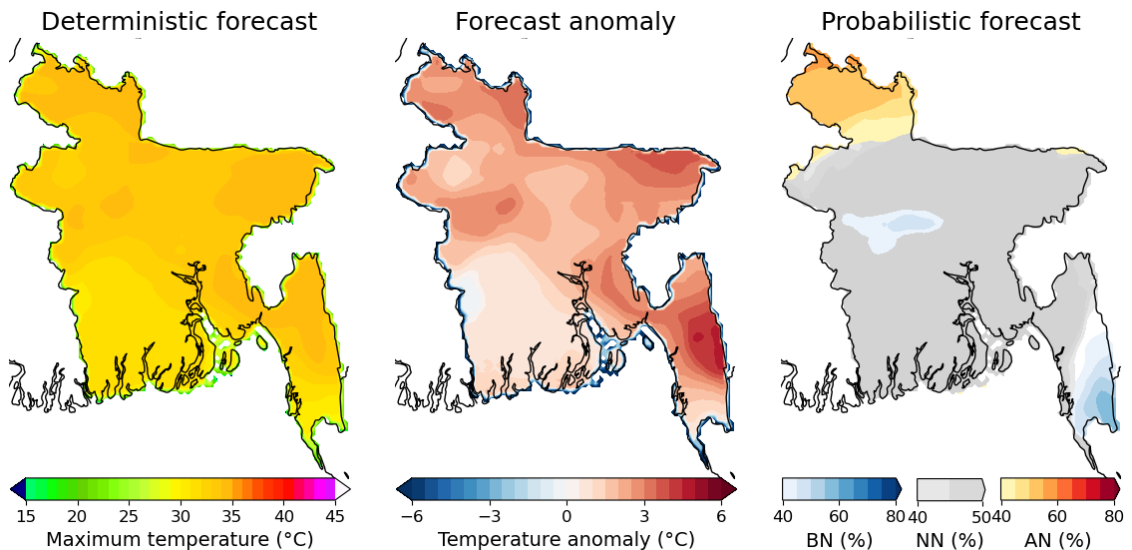 Deterministic forecast
Forecast anomaly
Probabilistic forecast
15 20 25 30 35 40 45
Maximum temperature (°C)
−6 −3 0 3 6
Temperature anomaly (°C)
40 60 80
BN (%)
40 50
NN (%)
40 60 80
AN (%)